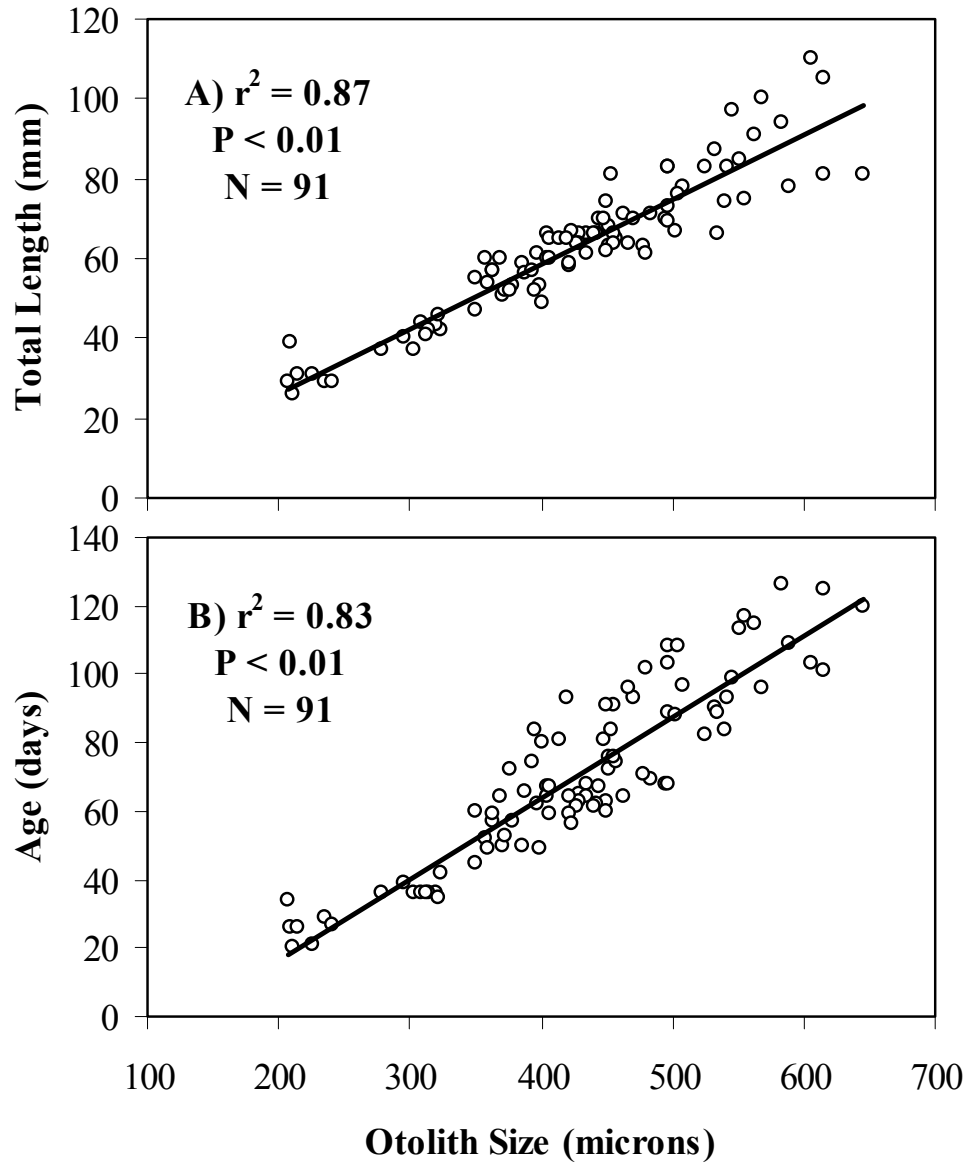 120
100
80
60
40
20
0
Total Length (mm)
A) r² = 0.87
P < 0.01
N = 91
140
120
100
80
60
40
20
0
Age (days)
B) r² = 0.83
P < 0.01
N = 91
100 200 300 400 500 600 700
Otolith Size (microns)